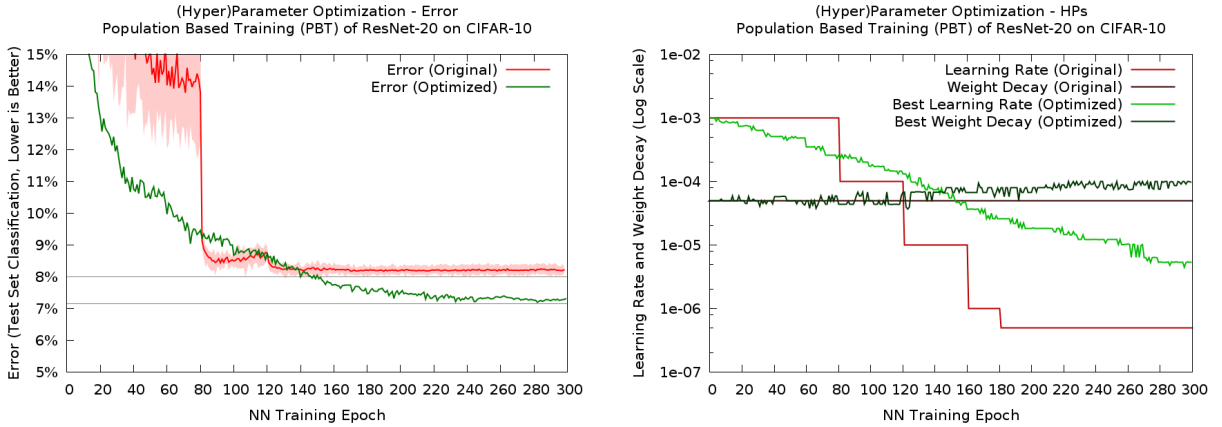 (Hyper)Parameter Optimization - Error
Population Based Training (PBT) of ResNet-20 on CIFAR-10
Error (Test Set Classification, Lower is Better)
15%
14%
13%
12%
11%
10%
9%
8%
7%
6%
5%
Error (Original)
Error (Optimized)
0 20 40 60 80 100 120 140 160 180 200 220 240 260 280 300
NN Training Epoch
(Hyper)Parameter Optimization - HPs
Population Based Training (PBT) of ResNet-20 on CIFAR-10
Learning Rate and Weight Decay (Log Scale)
1e-02
1e-03
1e-04
1e-05
1e-06
1e-07
Learning Rate (Original)
Weight Decay (Original)
Best Learning Rate (Optimized)
Best Weight Decay (Optimized)
0 20 40 60 80 100 120 140 160 180 200 220 240 260 280 300
NN Training Epoch